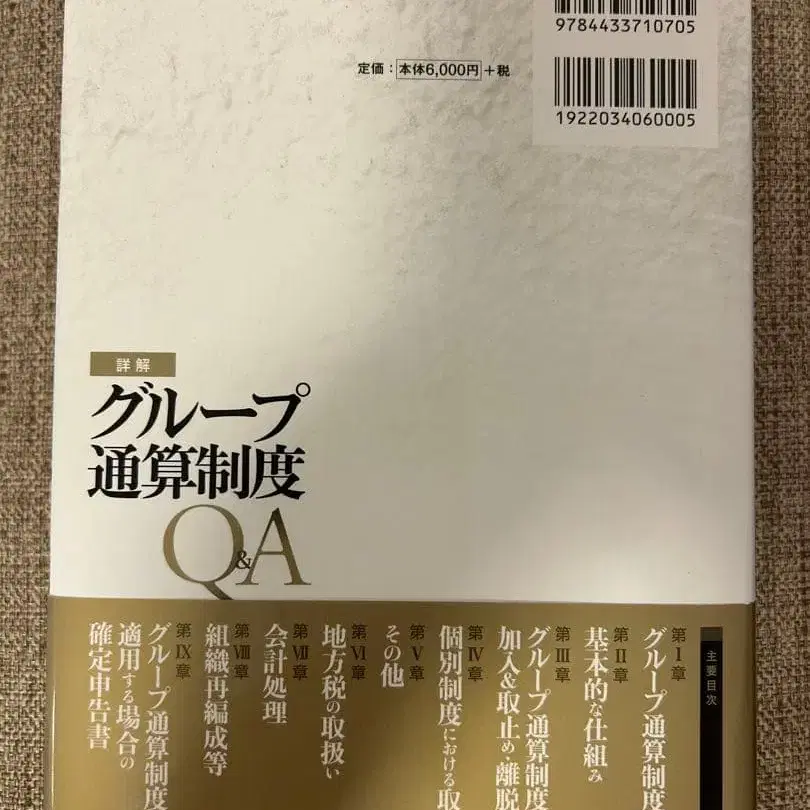 9784433710705
定価：本体6,000円＋税
1922034060005
詳解
グループ
通算制度
Q&A
主要目次
第Ⅰ章
グループ通算制度
第Ⅱ章
基本的な仕組み
第Ⅲ章
グループ通算制度
加入&取止め・離脱
第Ⅳ章
個別制度における取
第Ⅴ章
その他
第Ⅵ章
地方税の取扱い
第Ⅶ章
会計処理
第Ⅷ章
組織再編成等
第Ⅸ章
グループ通算制度
適用する場合の
確定申告書